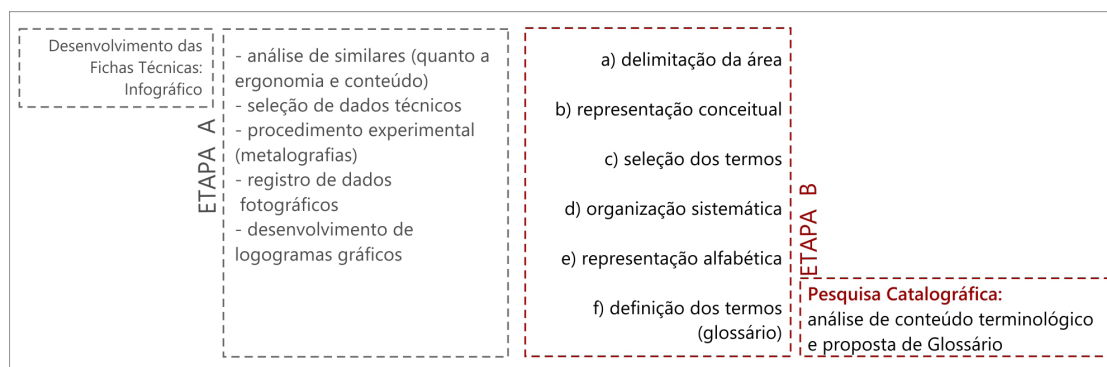 Desenvolvimento das
Fichas Técnicas:
Infográfico
ETAPA A
- análise de similares (quanto a
ergonomia e conteúdo)
- seleção de dados técnicos
- procedimento experimental
(metalografias)
- registro de dados
fotográficos
- desenvolvimento de
logogramas gráficos
a) delimitação da área
b) representação conceitual
c) seleção dos termos
d) organização sistemática
e) representação alfabética
f) definição dos termos
(glossário)
ETAPA B
Pesquisa Catalográfica:
análise de conteúdo terminológico
e proposta de Glossário